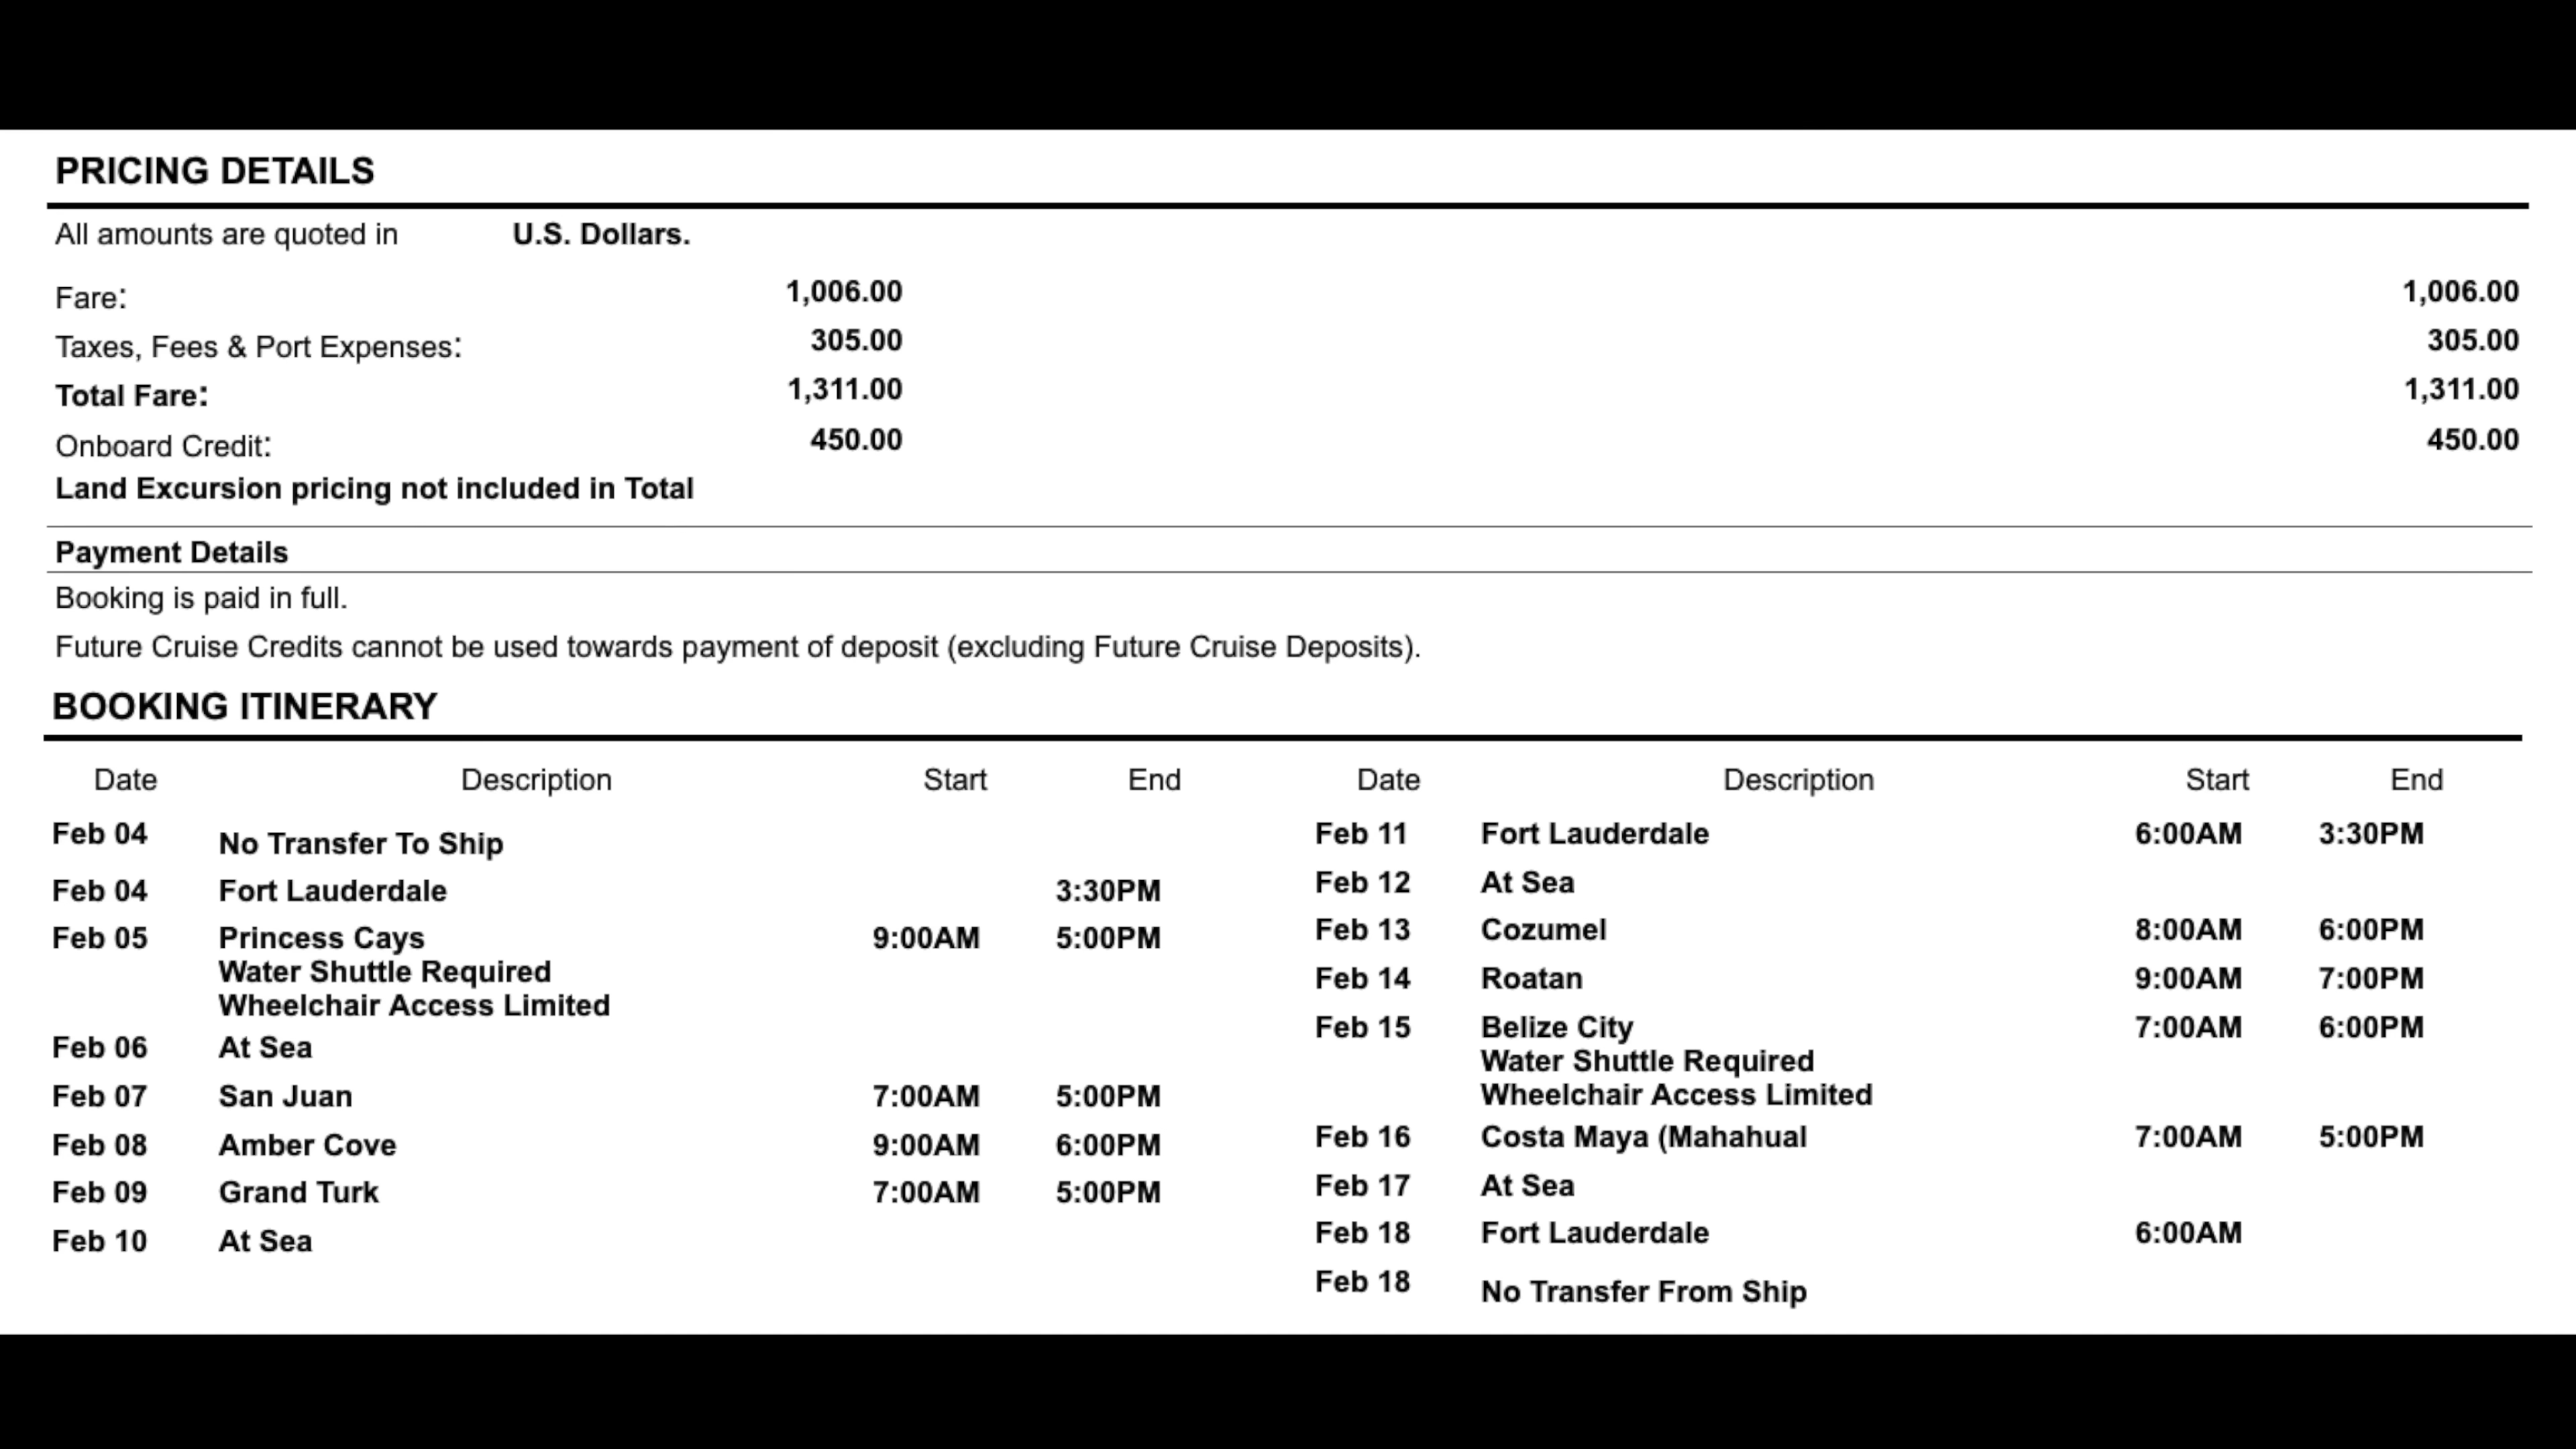 PRICING DETAILS
All amounts are quoted in U.S. Dollars.
Fare: 1,006.00 1,006.00
Taxes, Fees & Port Expenses: 305.00 305.00
Total Fare: 1,311.00 1,311.00
Onboard Credit: 450.00 450.00
Land Excursion pricing not included in Total
Payment Details
Booking is paid in full.
Future Cruise Credits cannot be used towards payment of deposit (excluding Future Cruise Deposits).
BOOKING ITINERARY
Date Description Start End
Feb 04 No Transfer To Ship
Feb 04 Fort Lauderdale 3:30PM
Feb 05 Princess Cays 9:00AM 5:00PM
Water Shuttle Required
Wheelchair Access Limited
Feb 06 At Sea
Feb 07 San Juan 7:00AM 5:00PM
Feb 08 Amber Cove 9:00AM 6:00PM
Feb 09 Grand Turk 7:00AM 5:00PM
Feb 10 At Sea
Date Description Start End
Feb 11 Fort Lauderdale 6:00AM 3:30PM
Feb 12 At Sea
Feb 13 Cozumel 8:00AM 6:00PM
Feb 14 Roatan 9:00AM 7:00PM
Feb 15 Belize City 7:00AM 6:00PM
Water Shuttle Required
Wheelchair Access Limited
Feb 16 Costa Maya (Mahahual 7:00AM 5:00PM
Feb 17 At Sea
Feb 18 Fort Lauderdale 6:00AM
Feb 18 No Transfer From Ship